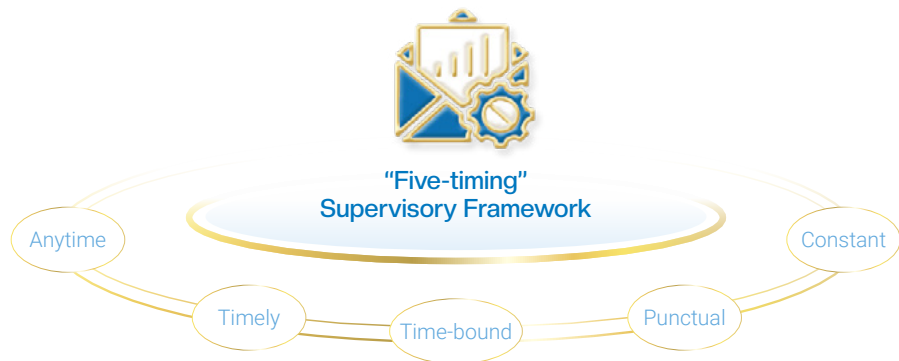 “Five-timing”
Supervisory Framework
Anytime
Timely
Time-bound
Punctual
Constant